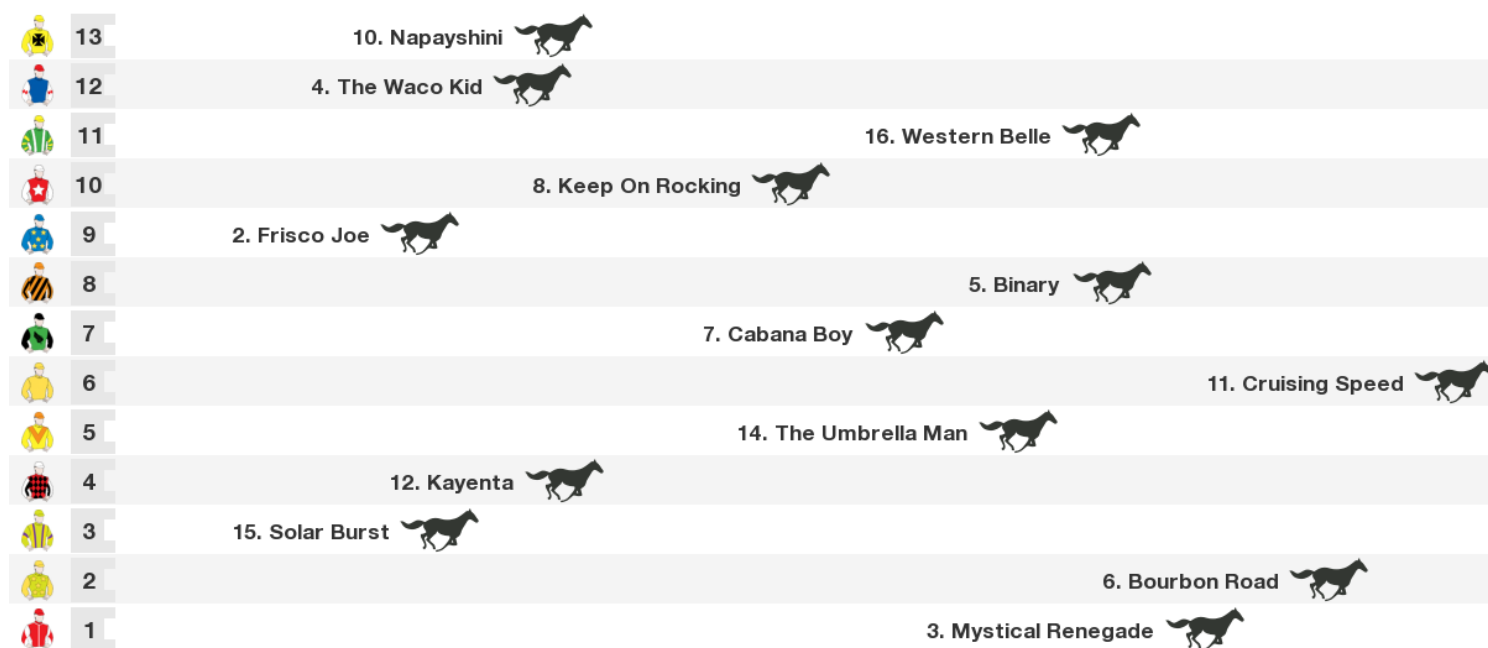 13 10. Napayshini
12 4. The Waco Kid
11 16. Western Belle
10 8. Keep On Rocking
9 2. Frisco Joe
8 5. Binary
7 7. Cabana Boy
6 11. Cruising Speed
5 14. The Umbrella Man
4 12. Kayenta
3 15. Solar Burst
2 6. Bourbon Road
1 3. Mystical Renegade